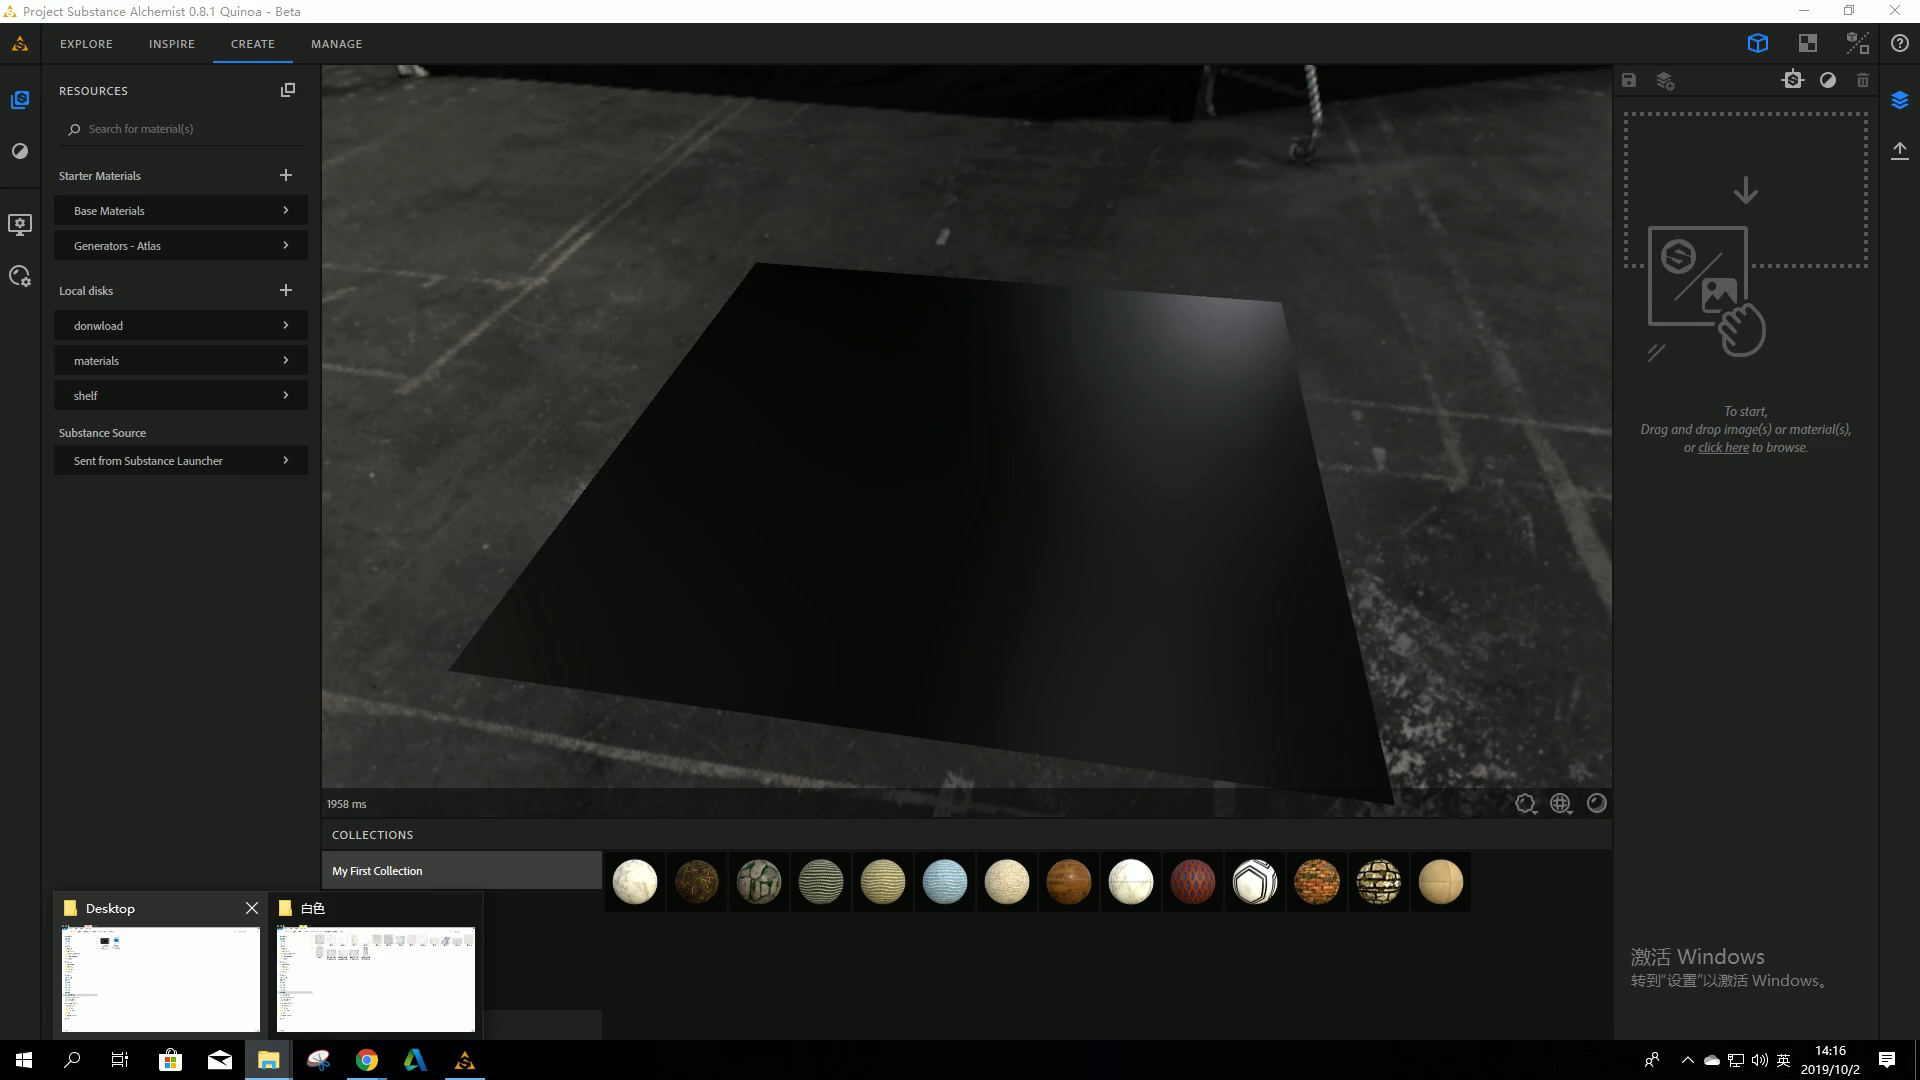 Project Substance Alchemist 0.8.1 Quinoa - Beta
EXPLORE INSPIRE CREATE MANAGE
RESOURCES
Search for material(s)
Starter Materials
Base Materials
Generators - Atlas
Local disks
donwload
materials
shelf
Substance Source
Sent from Substance Launcher
To start,
Drag and drop image(s) or material(s),
or click here to browse.
1958 ms
COLLECTIONS
My First Collection
Desktop
白色
激活 Windows
转到"设置"以激活 Windows。
英
14:16
2019/10/2